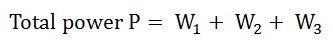 Total power P = W₁ + W₂ + W₃